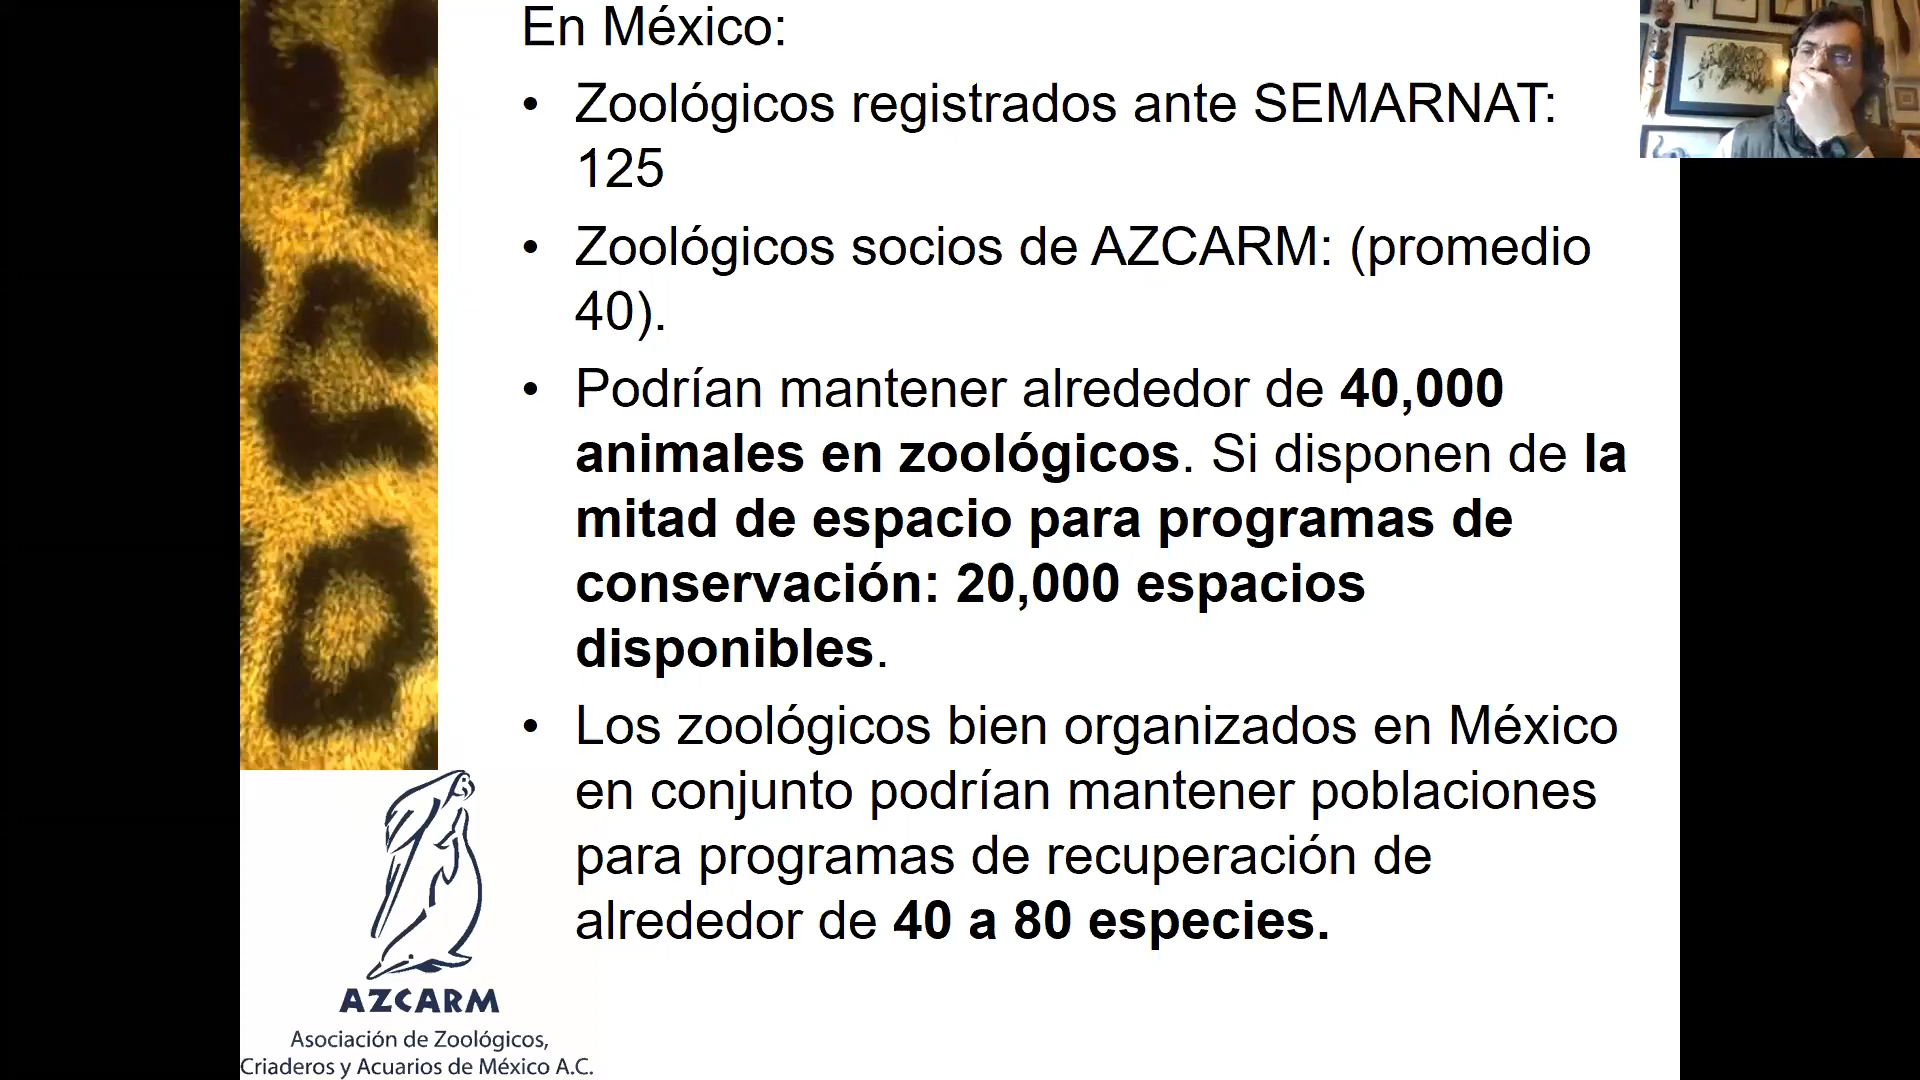 En México:
• Zoológicos registrados ante SEMARNAT:
125
• Zoológicos socios de AZCARM: (promedio
40).
• Podrían mantener alrededor de 40,000
animales en zoológicos. Si disponen de la
mitad de espacio para programas de
conservación: 20,000 espacios
disponibles.
• Los zoológicos bien organizados en México
en conjunto podrían mantener poblaciones
para programas de recuperación de
alrededor de 40 a 80 especies.
AZCARM
Asociación de Zoológicos,
Criaderos y Acuarios de México A.C.